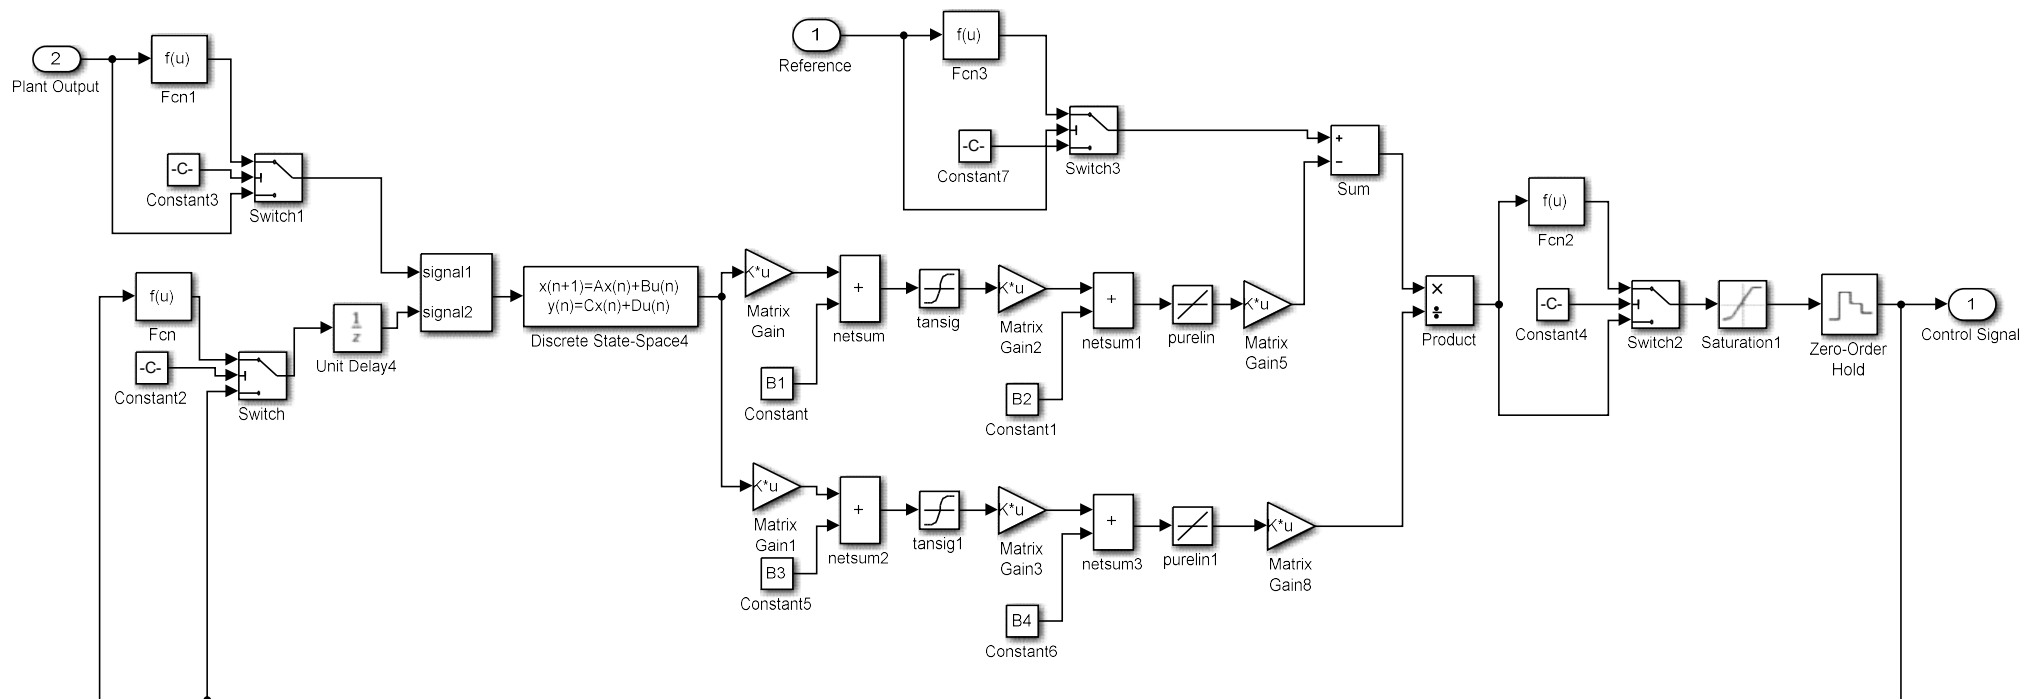 2
Plant Output
f(u)
Fcn1
-C-
Constant3
Switch1
f(u)
Fcn
-C-
Constant2
Switch
1
z
Unit Delay4
signal1
signal2
x(n+1)=Ax(n)+Bu(n)
y(n)=Cx(n)+Du(n)
Discrete State-Space4
1
Reference
f(u)
Fcn3
-C-
Constant7
Switch3
+
−
Sum
K*u
Matrix
Gain
+
netsum
tansig
B1
Constant
K*u
Matrix
Gain2
+
netsum1
purelin
B2
Constant1
K*u
Matrix
Gain5
K*u
Matrix
Gain1
+
netsum2
tansig1
B3
Constant5
K*u
Matrix
Gain3
+
netsum3
purelin1
B4
Constant6
K*u
Matrix
Gain8
×
÷
Product
f(u)
Fcn2
-C-
Constant4
Switch2
Saturation1
Zero-Order
Hold
1
Control Signal